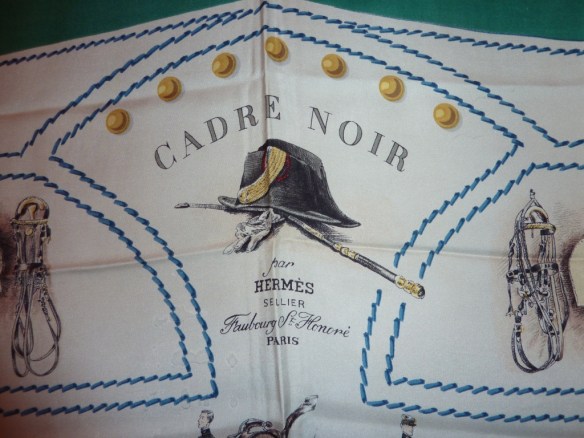 CADRE NOIR
par
HERMÈS
SELLIER
Faubourg St Honoré
PARIS